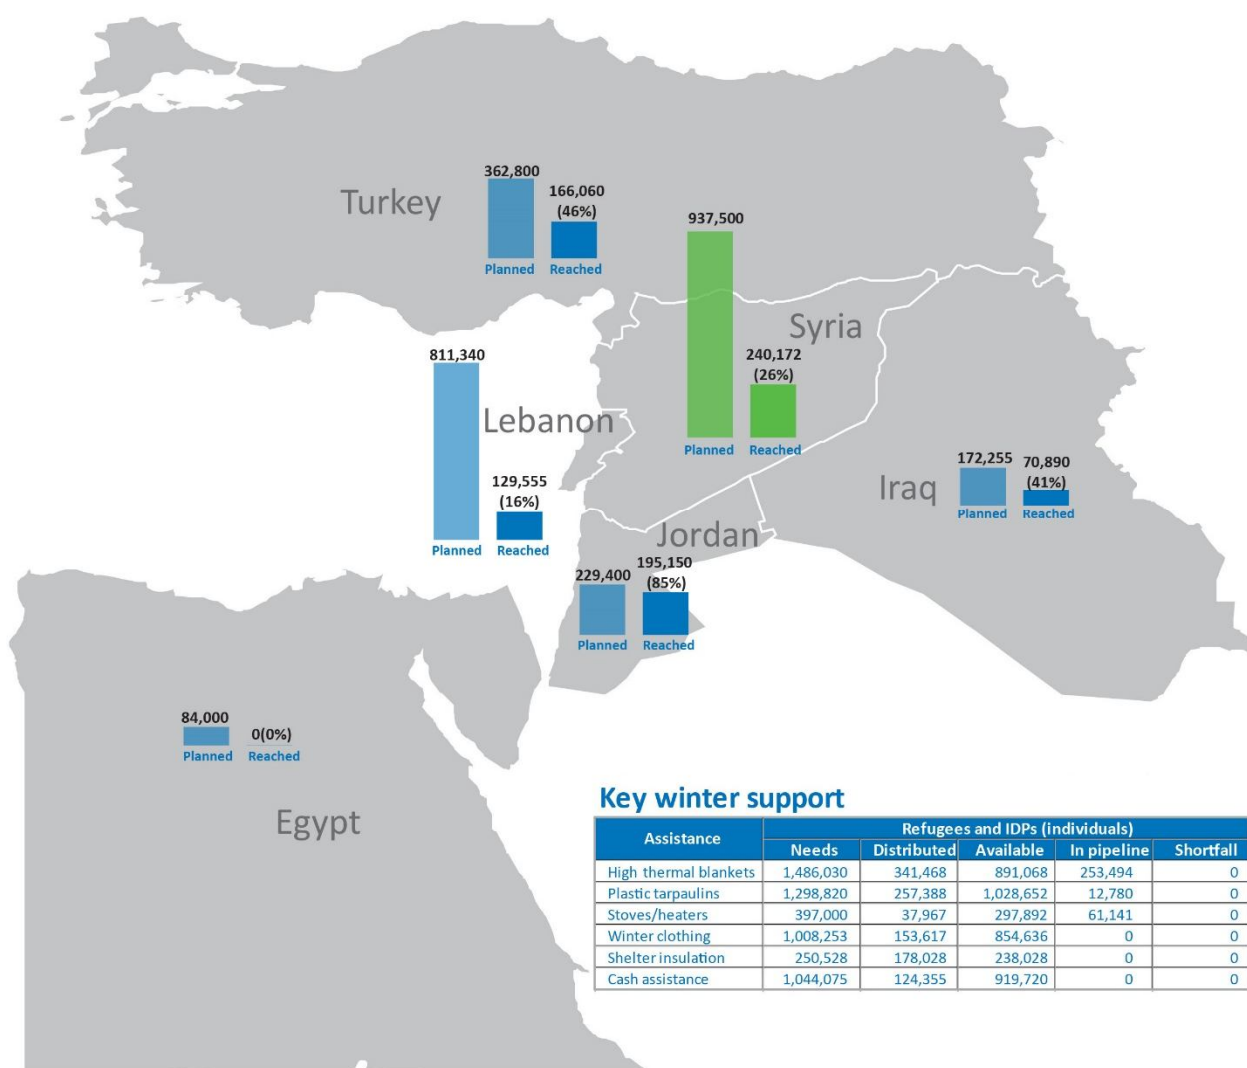 362,800
166,060
(46%)
Turkey
Planned
Reached
937,500
Syria
240,172
(26%)
Planned
Reached
811,340
Lebanon
129,555
(16%)
Planned
Reached
172,255
70,890
(41%)
Iraq
Planned
Reached
Jordan
229,400
195,150
(85%)
Planned
Reached
84,000
0(0%)
Planned
Reached
Egypt
Key winter support
Assistance Refugees and IDPs (individuals)
Needs Distributed Available In pipeline Shortfall
High thermal blankets 1,486,030 341,468 891,068 253,494 0
Plastic tarpaulins 1,298,820 257,388 1,028,652 12,780 0
Stoves/heaters 397,000 37,967 297,892 61,141 0
Winter clothing 1,008,253 153,617 854,636 0 0
Shelter insulation 250,528 178,028 238,028 0 0
Cash assistance 1,044,075 124,355 919,720 0 0